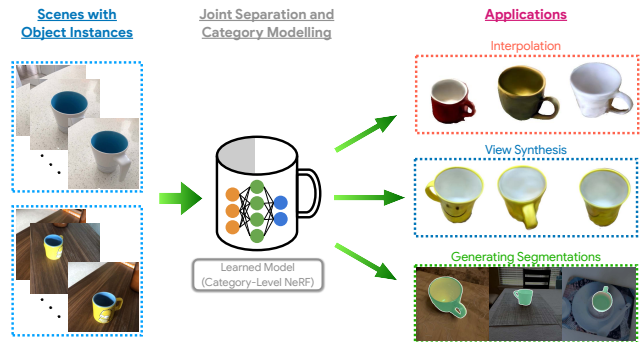 Scenes with
Object Instances
Joint Separation and
Category Modelling
Applications
Interpolation
View Synthesis
Learned Model
(Category-Level NeRF)
Generating Segmentations